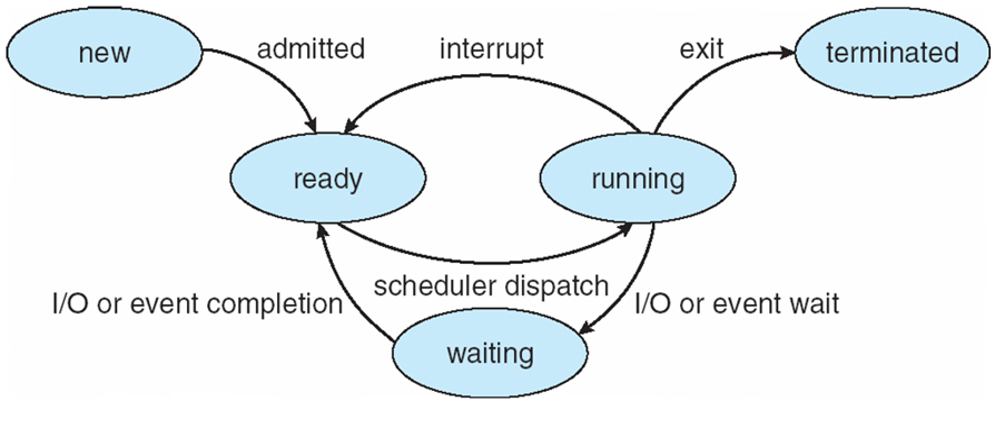 new
admitted
interrupt
exit
terminated
ready
running
scheduler dispatch
I/O or event completion
I/O or event wait
waiting